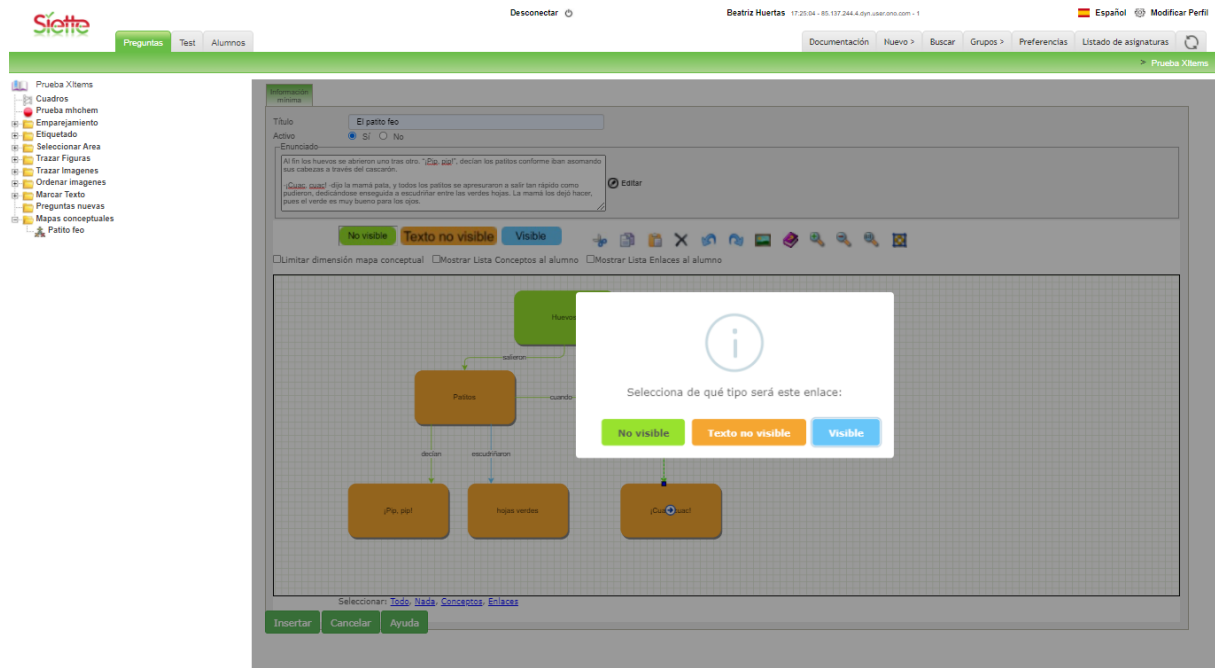 Siette
Desconectar
Beatriz Huertas 17:25:04 - 85.137.244.4.dyn.user.ono.com - 1
Español
Modificar Perfil
Preguntas
Test
Alumnos
Documentación
Nuevo >
Buscar
Grupos >
Preferencias
Listado de asignaturas
> Prueba XItems
Prueba XItems
Cuadros
Prueba mhchem
Emparejamiento
Etiquetado
Seleccionar Area
Trazar Figuras
Trazar Imagenes
Ordenar imagenes
Marcar Texto
Preguntas nuevas
Mapas conceptuales
Patito feo
Información
mínima
Título
El patito feo
Activo
Sí
No
Enunciado
Al fin los huevos se abrieron uno tras otro. "¡Pip, pip!", decían los patitos conforme iban asomando
sus cabezas a través del cascarón.
-¡Cuac, cuac! -dijo la mamá pata, y todos los patitos se apresuraron a salir tan rápido como
pudieron, dedicándose enseguida a escudriñar entre las verdes hojas. La mamá los dejó hacer,
pues el verde es muy bueno para los ojos.
Editar
No visible
Texto no visible
Visible
Limitar dimensión mapa conceptual
Mostrar Lista Conceptos al alumno
Mostrar Lista Enlaces al alumno
Huevos
salieron
Patitos
cuando
decían
escudriñaron
¡Pip, pip!
hojas verdes
Selecciona de qué tipo será este enlace:
No visible
Texto no visible
Visible
Seleccionar: Todo, Nada, Conceptos, Enlaces
Insertar
Cancelar
Ayuda